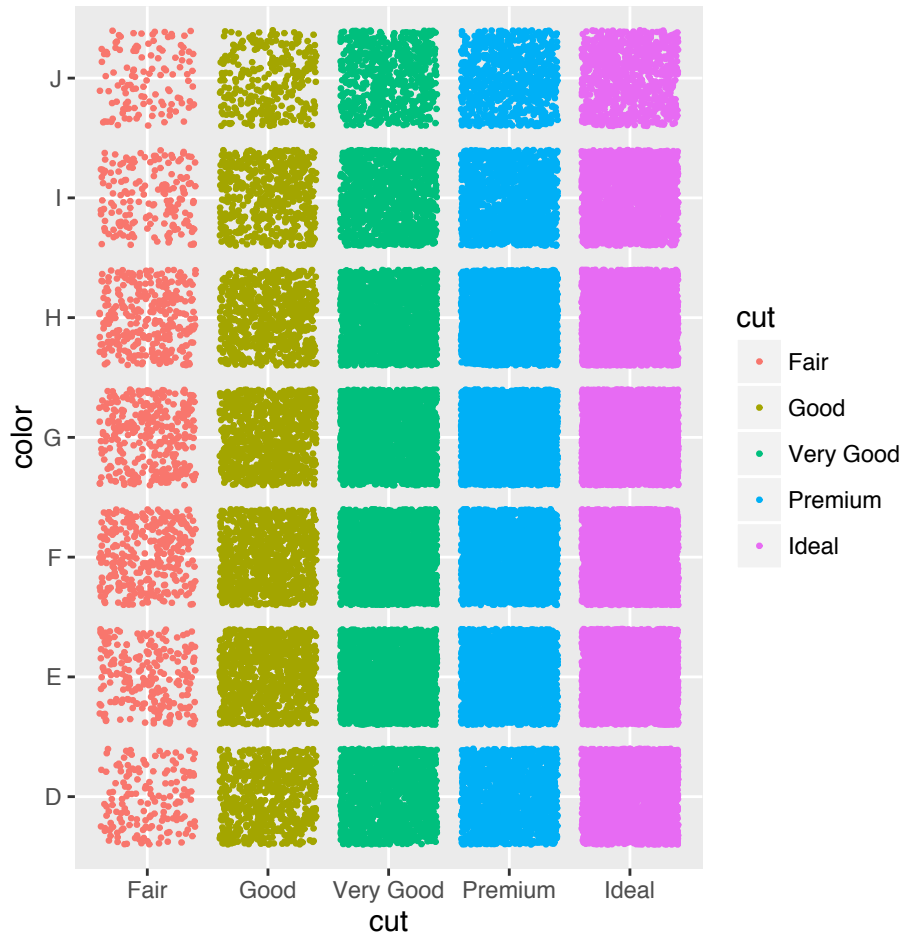 J
I
H
G
F
E
D
color
Fair Good Very Good Premium Ideal
cut
cut
Fair
Good
Very Good
Premium
Ideal